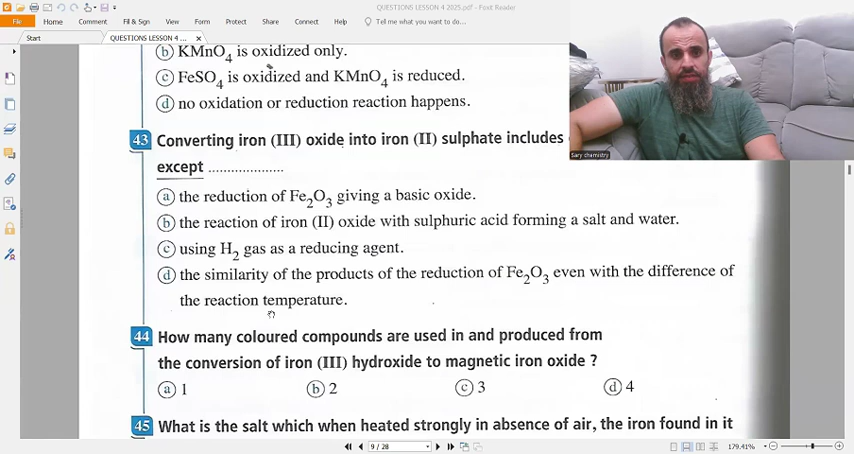 QUESTIONS LESSON 4 2025.pdf - Foxit Reader
File
Home
Comment
Fill & Sign
View
Form
Protect
Share
Connect
Help
Tell me what you want to do...
Start
QUESTIONS LESSON 4 2025.pdf
b KMnO4 is oxidized only.
c FeSO4 is oxidized and KMnO4 is reduced.
d no oxidation or reduction reaction happens.
43 Converting iron (III) oxide into iron (II) sulphate includes
except ....................
a the reduction of Fe2O3 giving a basic oxide.
b the reaction of iron (II) oxide with sulphuric acid forming a salt and water.
c using H2 gas as a reducing agent.
d the similarity of the products of the reduction of Fe2O3 even with the difference of
the reaction temperature.
44 How many coloured compounds are used in and produced from
the conversion of iron (III) hydroxide to magnetic iron oxide ?
a 1 b 2 c 3 d 4
45 What is the salt which when heated strongly in absence of air, the iron found in it
Sary chemistry
9 / 28
179.41%